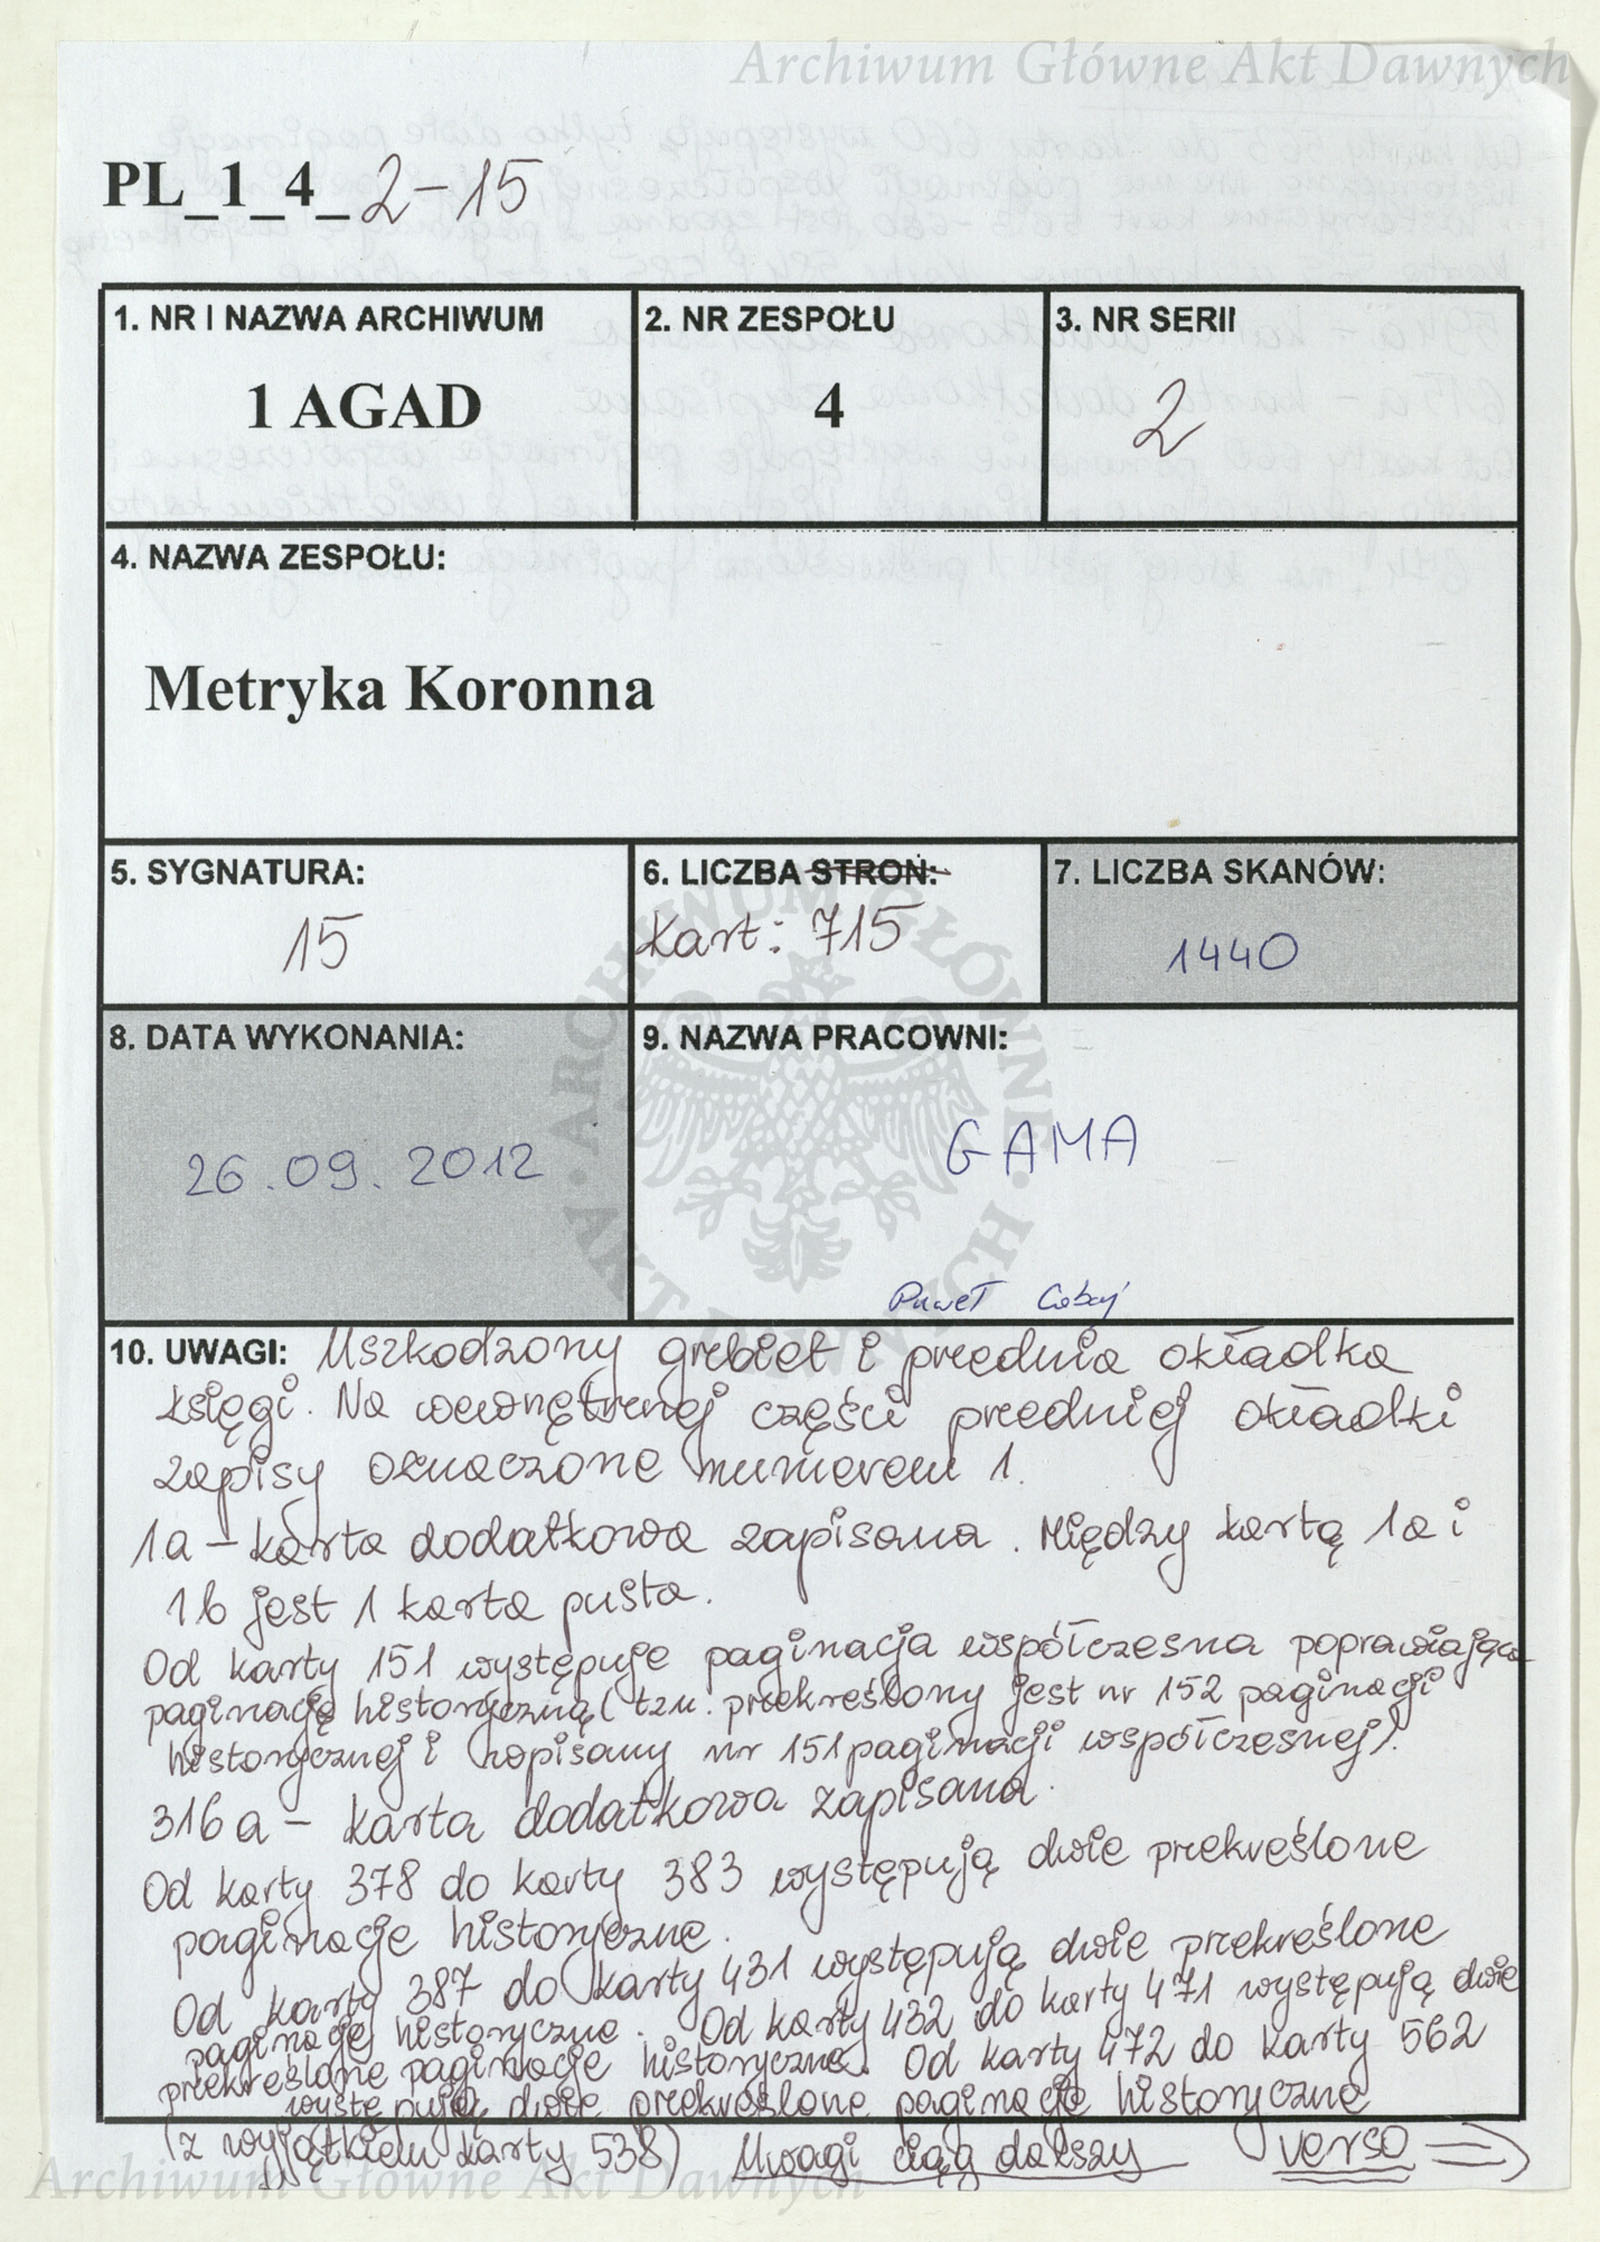 Archiwum Główne Akt Dawnych
PL_1_4_2-15
1. NR I NAZWA ARCHIWUM
1 AGAD
2. NR ZESPOŁU
4
3. NR SERII
2
4. NAZWA ZESPOŁU:
Metryka Koronna
5. SYGNATURA:
15
6. LICZBA STRON:
kart: 715
7. LICZBA SKANÓW:
1440
8. DATA WYKONANIA:
26.09.2012
9. NAZWA PRACOWNI:
GAMA
Paweł
10. UWAGI: Uszkodzony grzbiet i przednia okładka
księgi. Na wewnętrznej części przedniej okładki
zapisy oznaczone numerem 1.
1a – karta dodatkowa zapisana. Między kartą 1a i
1b jest 1 karta pusta.
Od karty 151 występuje paginacja współczesna poprawiająca
paginację historyczną (tzn. przekreślony jest nr 152 paginacji
historycznej i nopisany nr 151 paginacji współczesnej).
316a – karta dodatkowa zapisana.
Od karty 378 do karty 383 występują dwie przekreślone
paginacje historyczne.
Od karty 387 do karty 431 występują dwie przekreślone
paginacje historyczne. Od karty 432 do karty 471 występują dwie
przekreślone paginacje historyczne. Od karty 472 do karty 562
występują dwie przekreślone paginacje historyczne
(z wyjątkiem karty 538) Uwagi ciąg dalszy verso ⇒
ARCHIWUM GŁÓWNE AKT DAWNYCH
Archiwum Główne Akt Dawnych